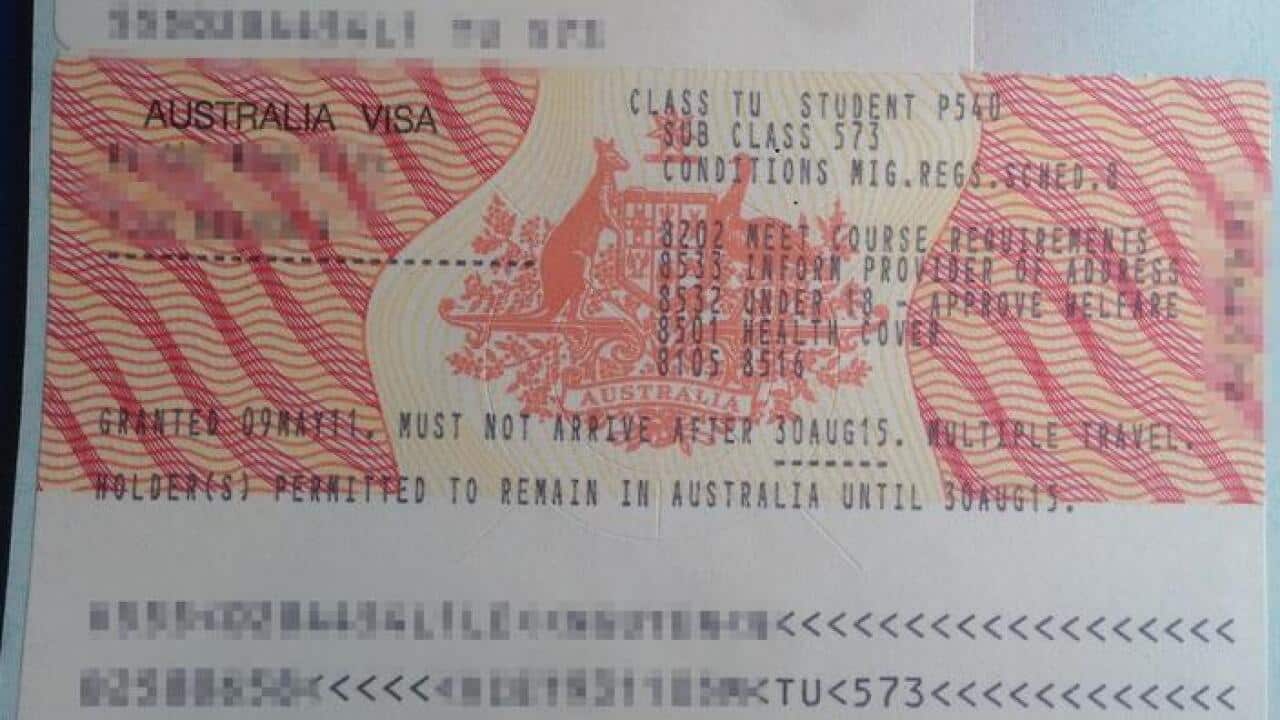 AUSTRALIA VISA
CLASS TU STUDENT P540
SUB CLASS 573
CONDITIONS MIG.REGS.SCHED.8
8202 MEET COURSE REQUIREMENTS
8533 INFORM PROVIDER OF ADDRESS
8532 UNDER 18 - APPROVE WELFARE
8501 HEALTH COVER
8105 8516
AUSTRALIA
GRANTED 09MAY11. MUST NOT ARRIVE AFTER 30AUG15. MULTIPLE TRAVEL.
HOLDER(S) PERMITTED TO REMAIN IN AUSTRALIA UNTIL 30AUG15.
<<<<<<<<<<<<<<<<<<<
<<<<< <TU<573<<<<<<<<<<<<<